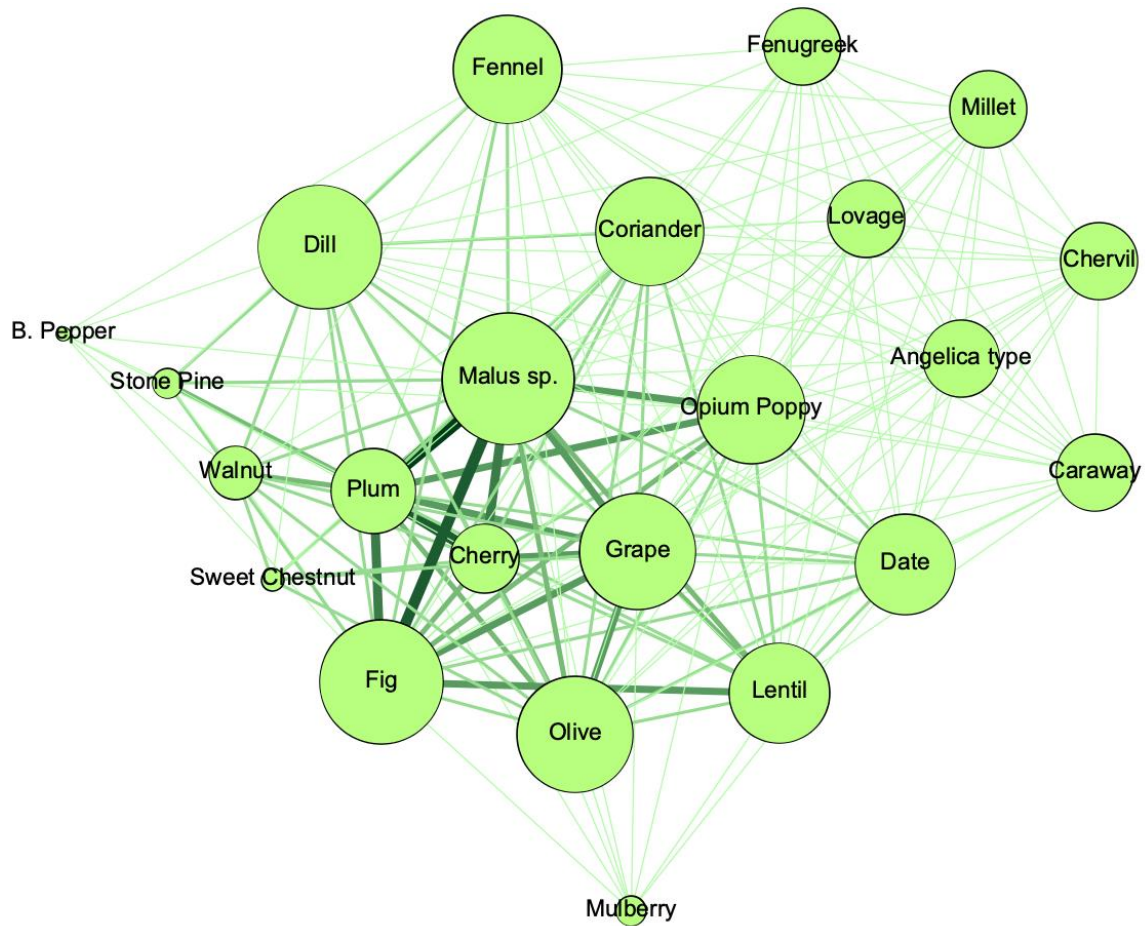 Fenugreek
Fennel
Millet
Lovage
Coriander
Dill
Chervil
B. Pepper
Angelica type
Malus sp.
Stone Pine
Opium Poppy
Walnut
Caraway
Plum
Grape
Cherry
Date
Sweet Chestnut
Fig
Lentil
Olive
Mulberry